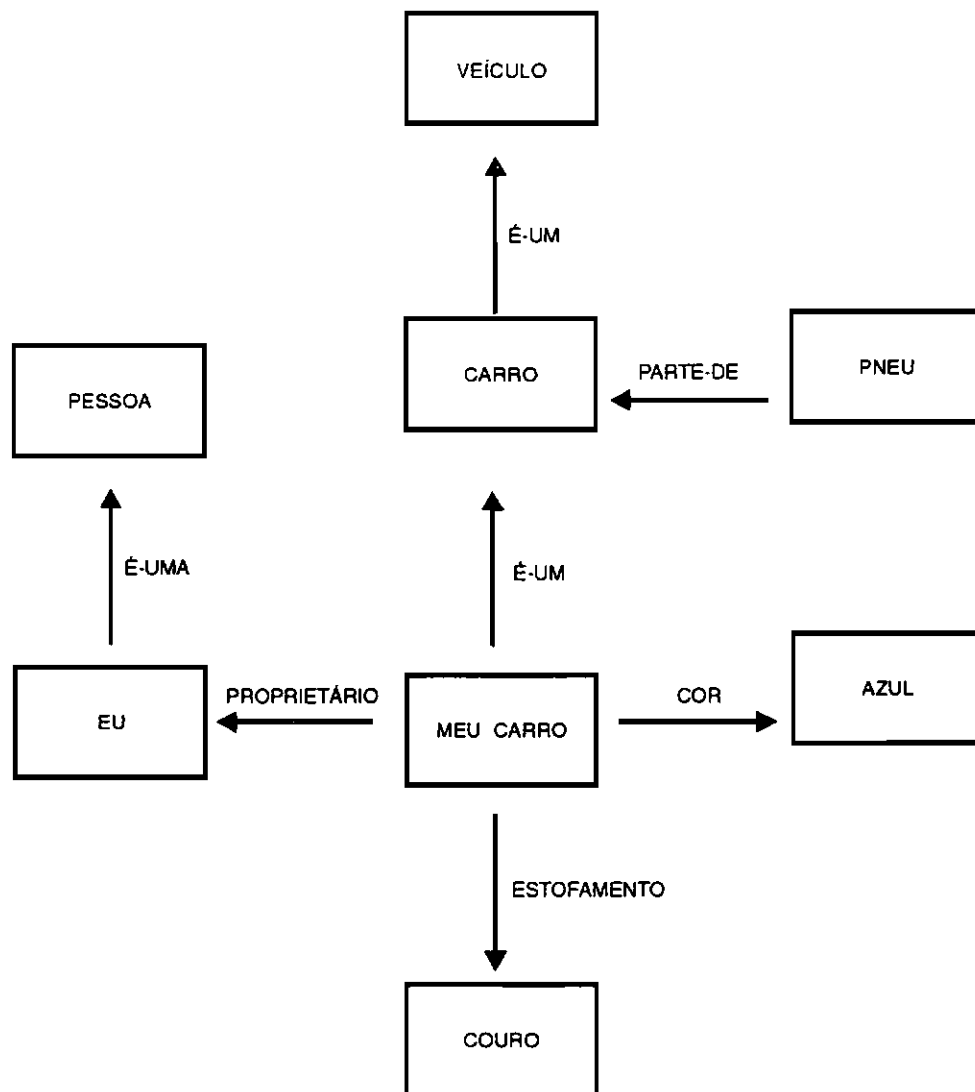 VEÍCULO
É-UM
CARRO
PARTE-DE
PNEU
PESSOA
É-UMA
É-UM
EU
PROPRIETÁRIO
MEU CARRO
COR
AZUL
ESTOFAMENTO
COURO